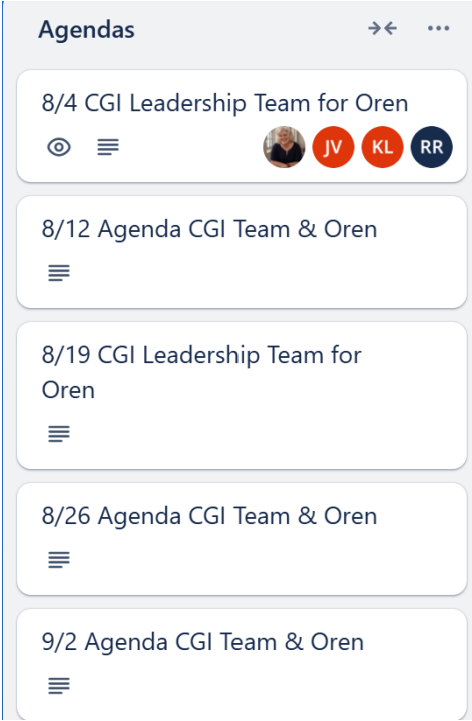 Agendas
8/4 CGI Leadership Team for Oren
JV KL RR
8/12 Agenda CGI Team & Oren
8/19 CGI Leadership Team for
Oren
8/26 Agenda CGI Team & Oren
9/2 Agenda CGI Team & Oren